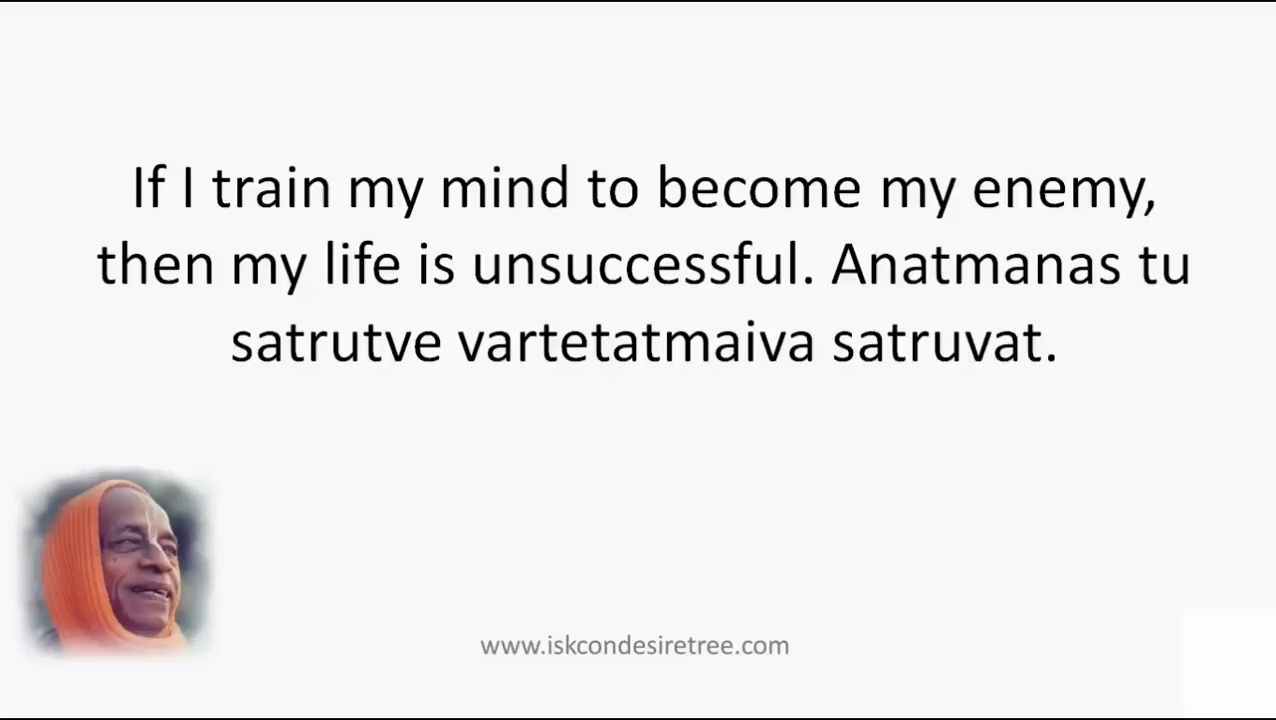 If I train my mind to become my enemy,
then my life is unsuccessful. Anatmanas tu
satrutve vartetatmaiva satruvat.
www.iskcondesiretree.com